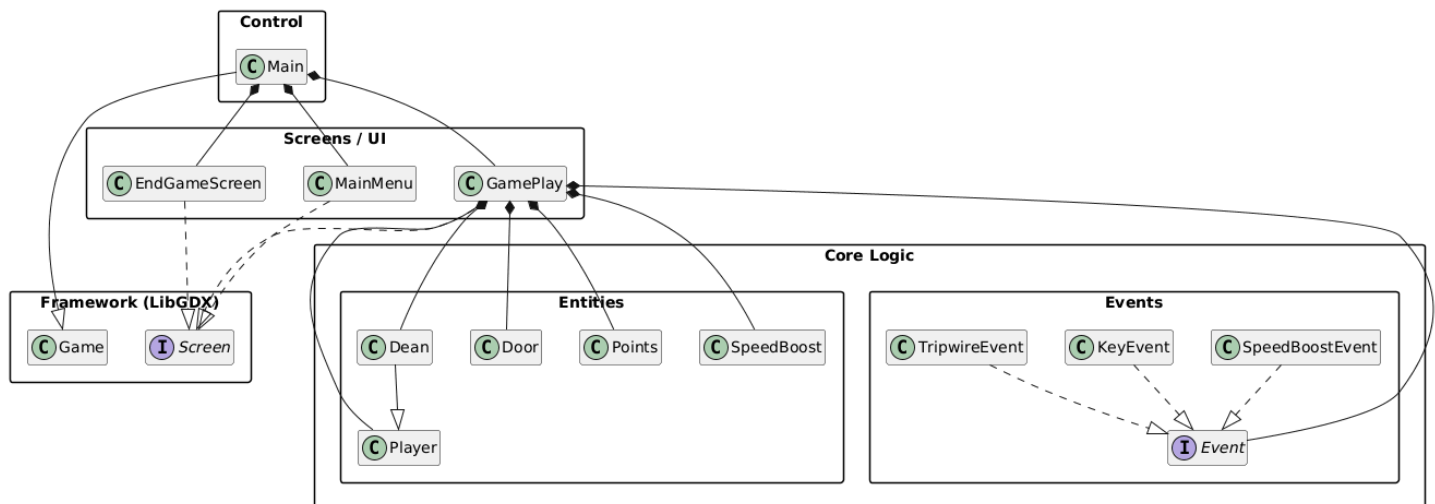 Control
C Main
Screens / UI
C EndGameScreen
C MainMenu
C GamePlay
Core Logic
Framework (LibGDX)
C Game
I Screen
Entities
C Dean
C Door
C Points
C SpeedBoost
C Player
Events
C TripwireEvent
C KeyEvent
C SpeedBoostEvent
I Event